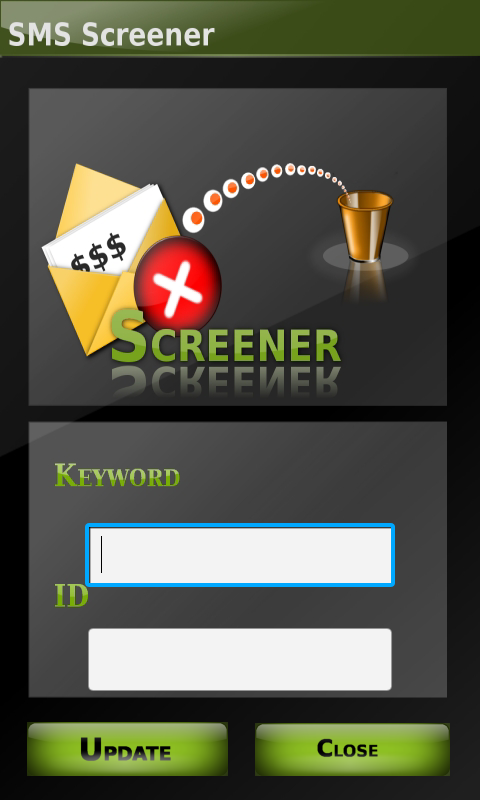 SMS Screener
$$$
SCREENER
KEYWORD
ID
UPDATE
CLOSE